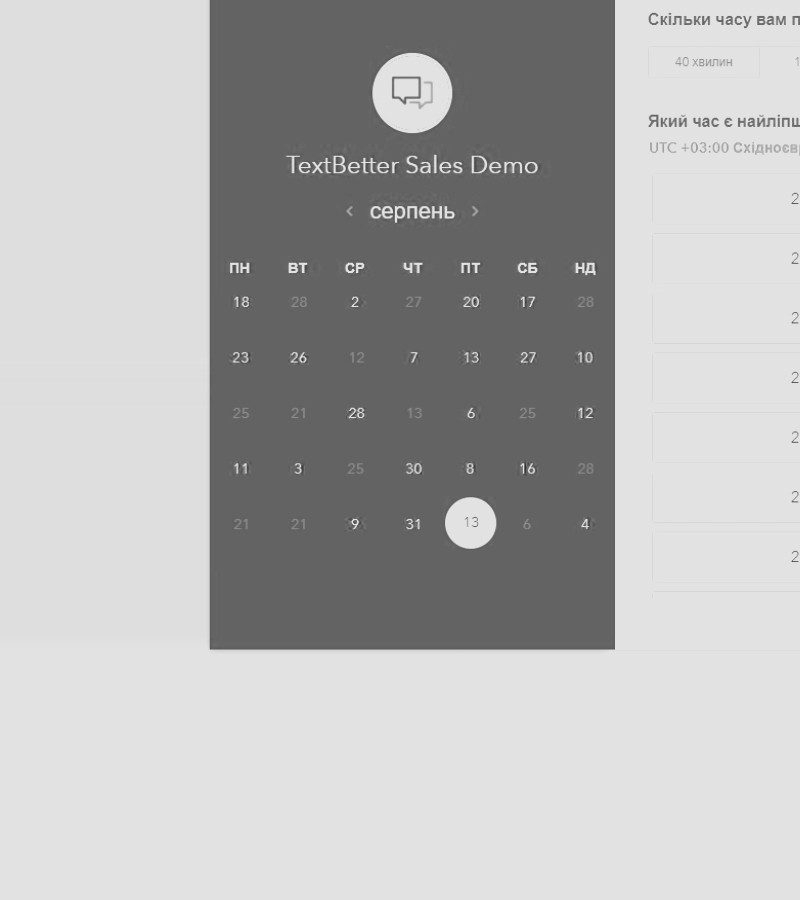 TextBetter Sales Demo
серпень
ПН ВТ СР ЧТ ПТ СБ НД
18 28 2 27 20 17 28
23 26 12 7 13 27 10
25 21 28 13 6 25 12
11 3 25 30 8 16 28
21 21 9 31 13 6 4
Скільки часу вам
40 хвилин
Який час є
UTC +03:00
2
2
2
2
2
2
2